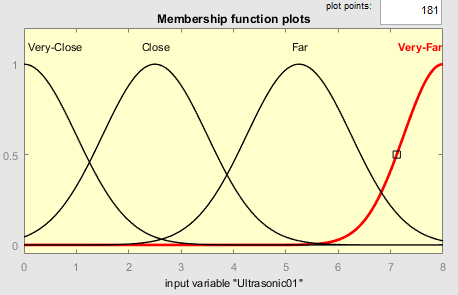 plot points: 181
Membership function plots
Very-Close Close Far Very-Far
1
0.5
0
0 1 2 3 4 5 6 7 8
input variable "Ultrasonic01"